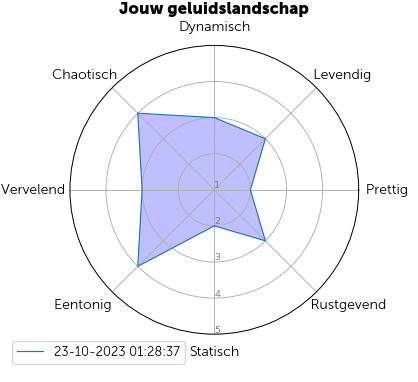 Jouw geluidslandschap
Dynamisch
Chaotisch
Levendig
Vervelend
1
Prettig
2
3
4
5
Eentonig
Rustgevend
Statisch
23-10-2023 01:28:37